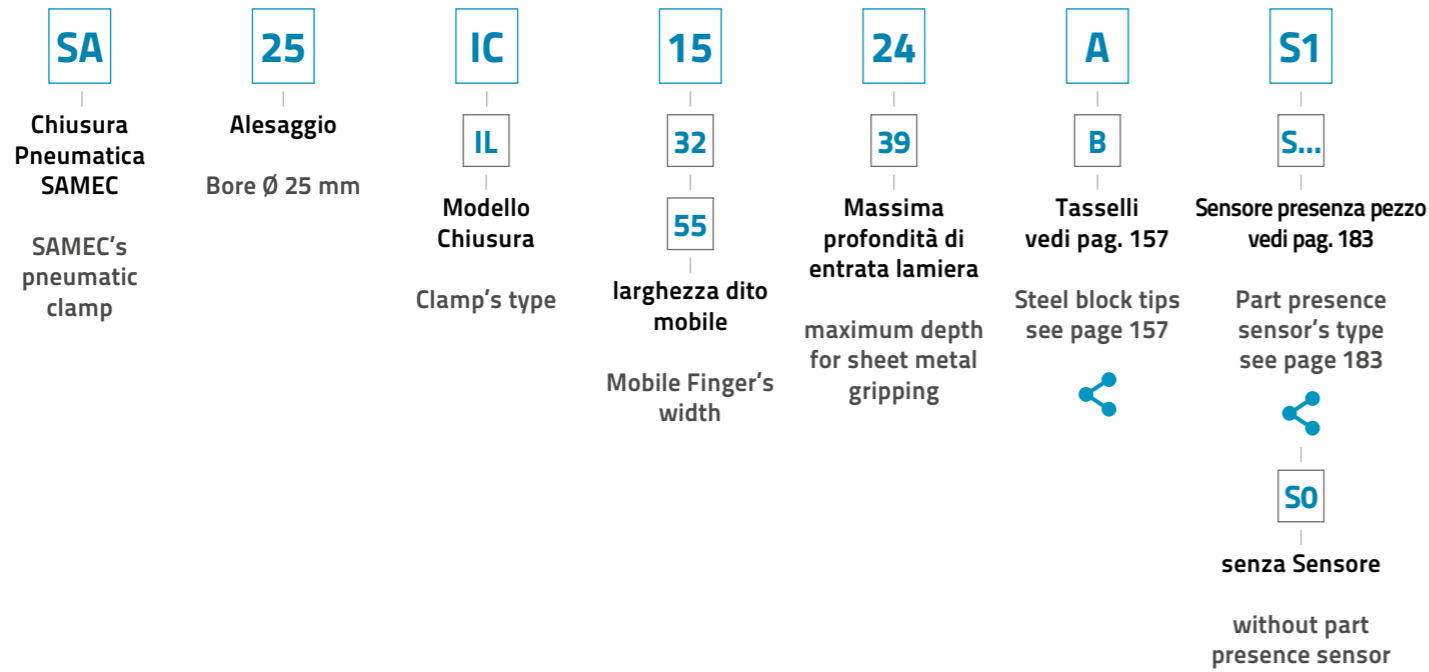 SA
Chiusura
Pneumatica
SAMEC
SAMEC's
pneumatic
clamp
25
Alesaggio
Bore Ø 25 mm
IC
IL
Modello
Chiusura
Clamp's type
15
32
55
larghezza dito
mobile
Mobile Finger's
width
24
39
Massima
profondità di
entrata lamiera
maximum depth
for sheet metal
gripping
A
B
Tasselli
vedi pag. 157
Steel block tips
see page 157
S1
S...
Sensore presenza pezzo
vedi pag. 183
Part presence
sensor's type
see page 183
S0
senza Sensore
without part
presence sensor